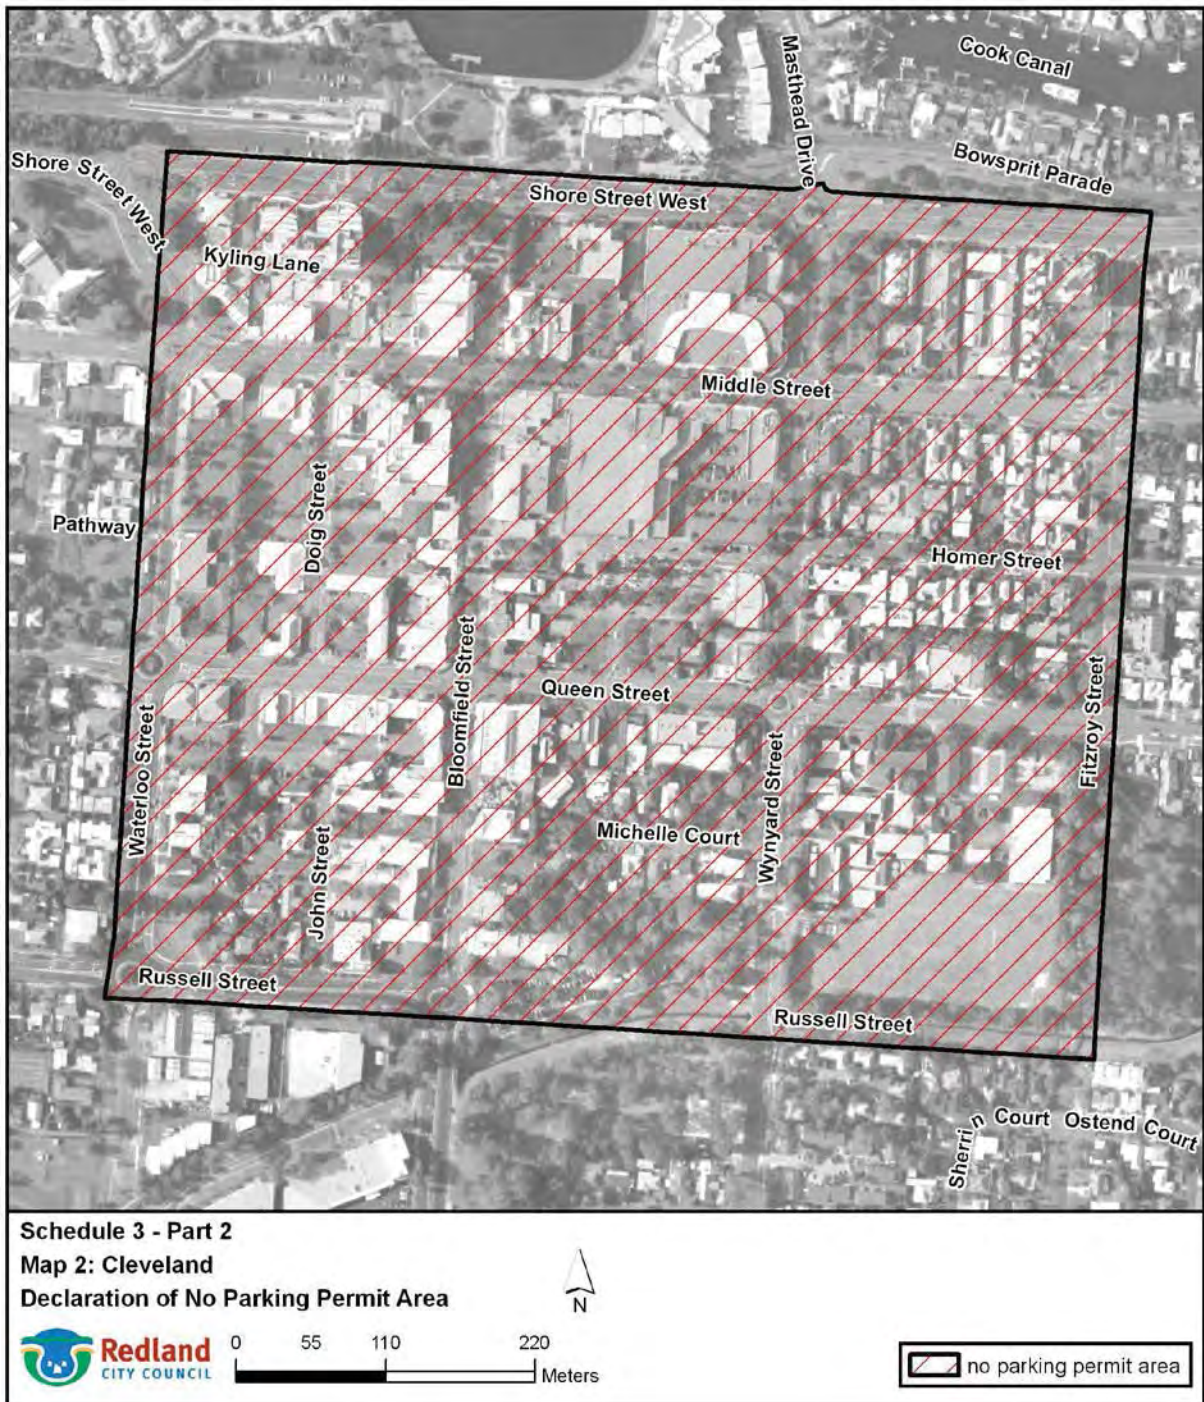 Cook Canal
Masthead Drive
Bowsprit Parade
Shore Street West
Shore Street West
Kyling Lane
Middle Street
Doig Street
Pathway
Homer Street
Bloomfield Street
Queen Street
Fitzroy Street
Waterloo Street
Wynyard Street
Michelle Court
John Street
Russell Street
Russell Street
Sherrin Court
Ostend Court
Schedule 3 - Part 2
Map 2: Cleveland
Declaration of No Parking Permit Area
N
Redland
CITY COUNCIL
0 55 110 220
Meters
no parking permit area